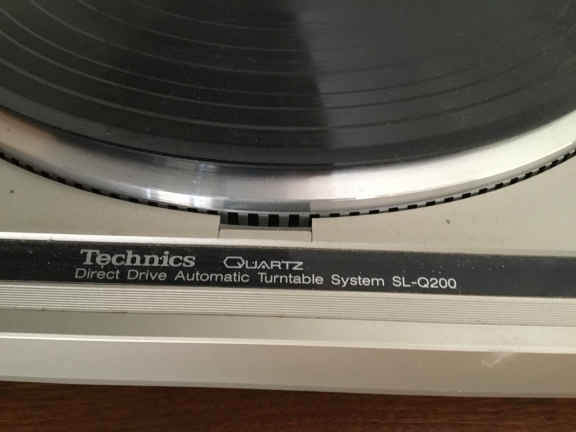 Technics QUARTZ
Direct Drive Automatic Turntable System SL-Q200